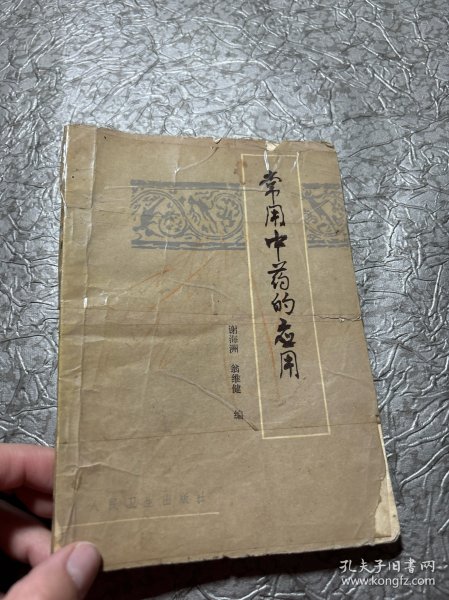 常用中药的应用
谢海洲 翁维健 编
人民卫生出版社
孔夫子旧书网
www.kongfz.com